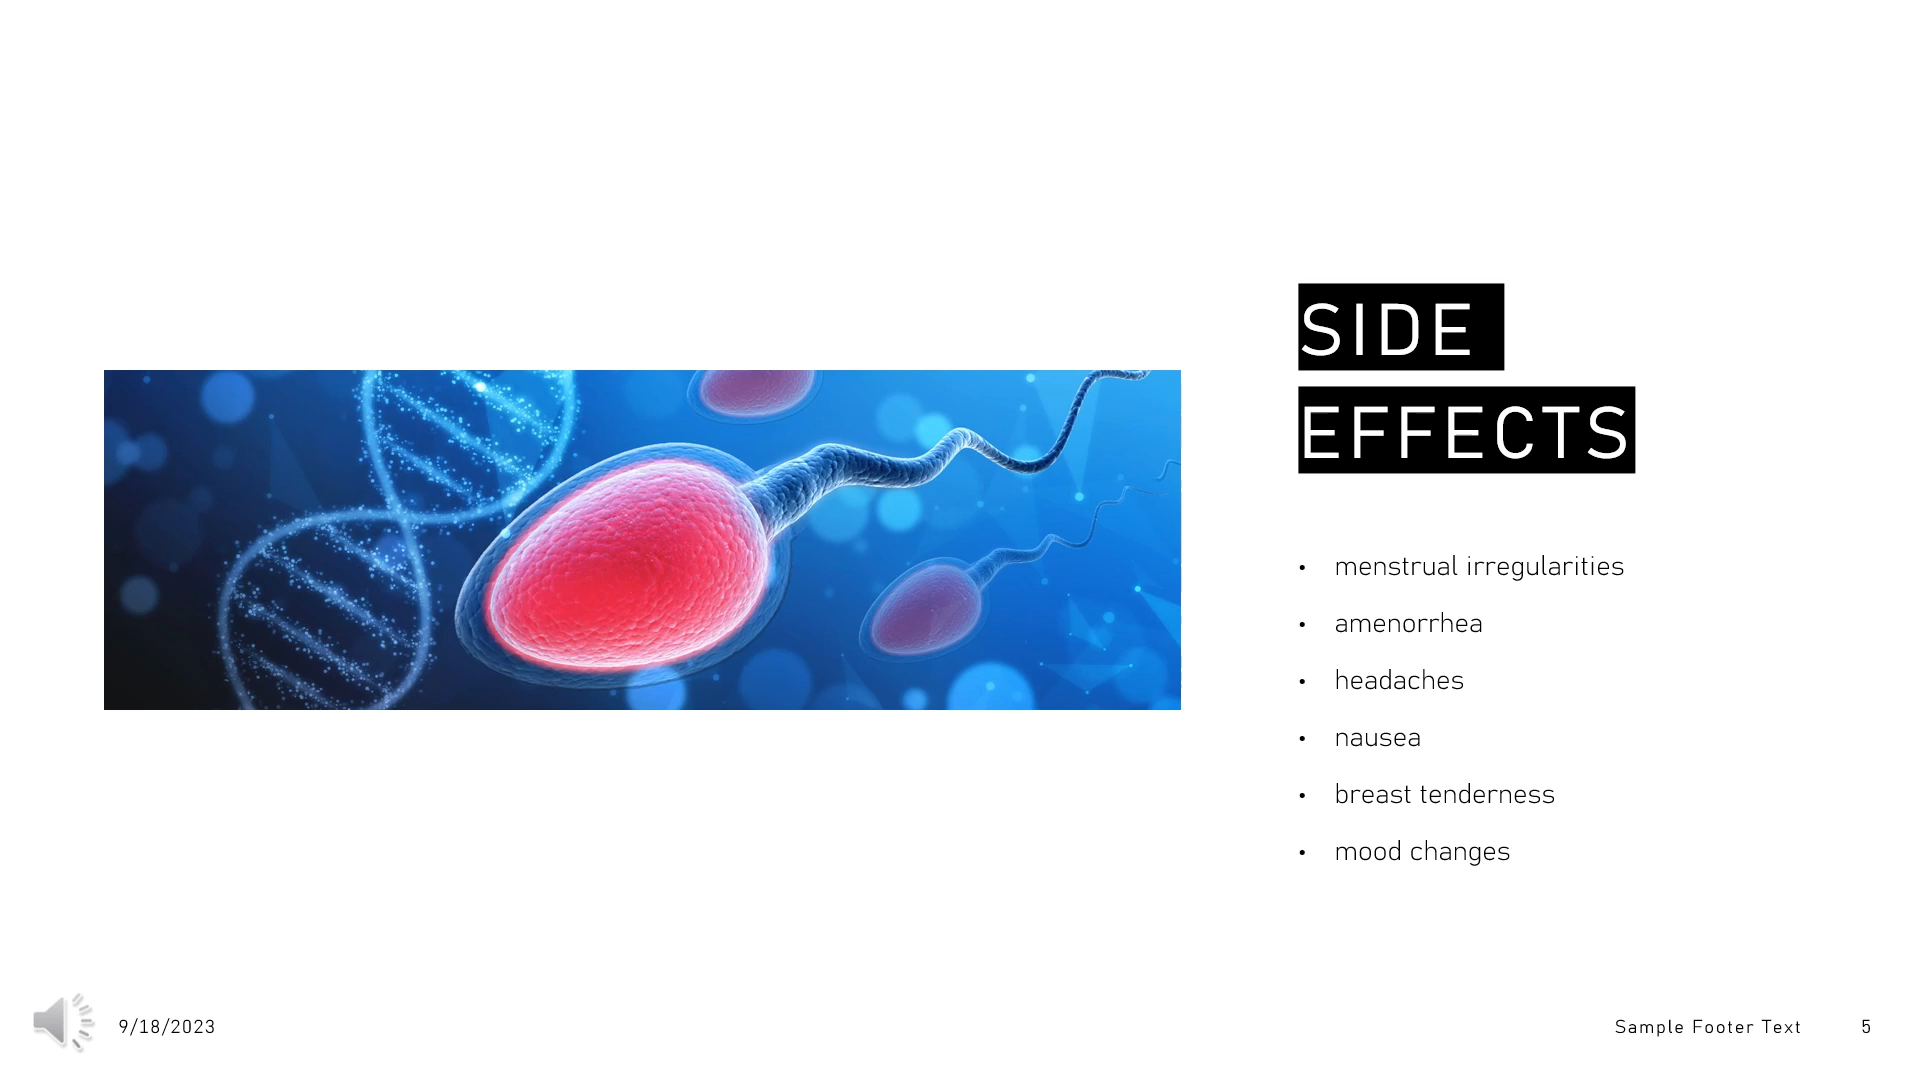 SIDE
EFFECTS
• menstrual irregularities
• amenorrhea
• headaches
• nausea
• breast tenderness
• mood changes
9/18/2023
Sample Footer Text
5